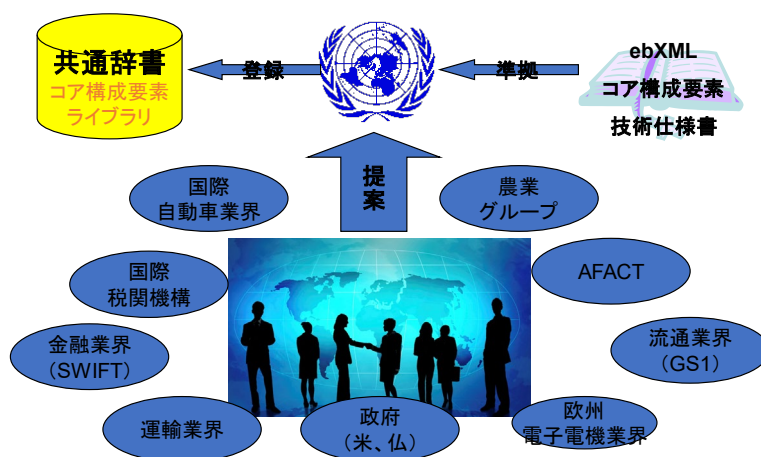 共通辞書
コア構成要素
ライブラリ
登録
準拠
ebXML
コア構成要素
技術仕様書
提
案
国際
自動車業界
農業
グループ
国際
税関機構
AFACT
金融業界
（SWIFT）
流通業界
（GS1）
運輸業界
政府
（米、仏）
欧州
電子電機業界